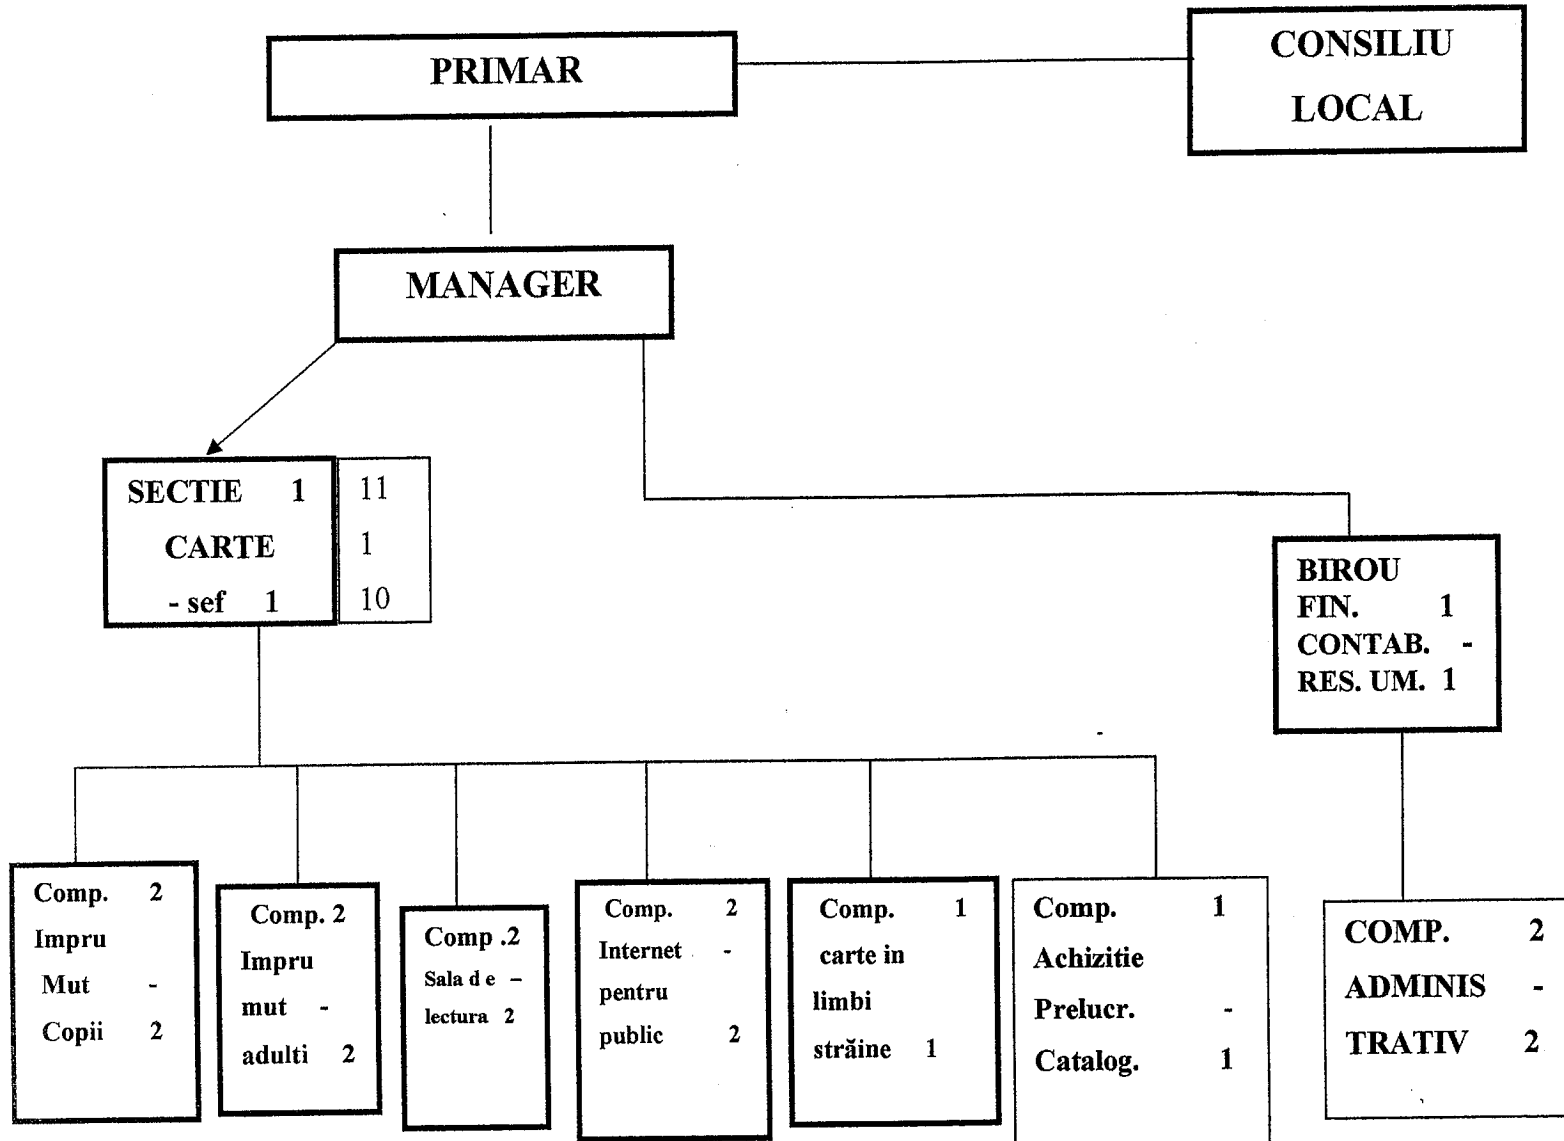 PRIMAR
CONSILIU
LOCAL
MANAGER
SECTIE 1
CARTE
- sef 1
11
1
10
BIROU
FIN. 1
CONTAB. -
RES. UM. 1
Comp. 2
Impru
Mut -
Copii 2
Comp. 2
Impru
mut -
adulti 2
Comp .2
Sala d e –
lectura 2
Comp. 2
Internet -
pentru
public 2
Comp. 1
carte in
limbi
străine 1
Comp. 1
Achizitie
Prelucr. -
Catalog. 1
COMP. 2
ADMINIS -
TRATIV 2